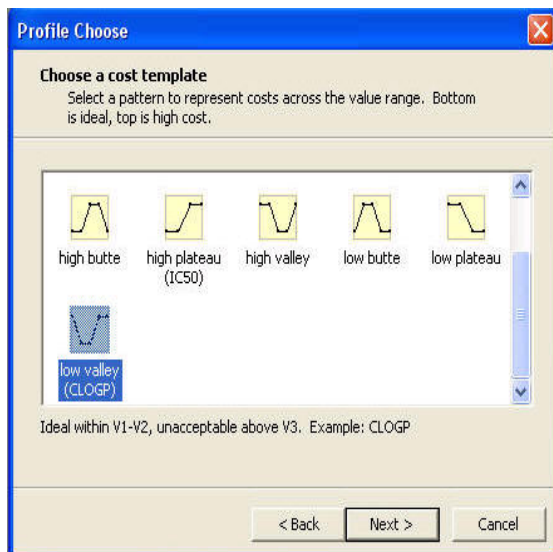 Profile Choose
Choose a cost template
Select a pattern to represent costs across the value range. Bottom
is ideal, top is high cost.
high butte
high plateau
(IC50)
high valley
low butte
low plateau
low valley
(CLOGP)
Ideal within V1-V2, unacceptable above V3. Example: CLOGP
< Back
Next >
Cancel